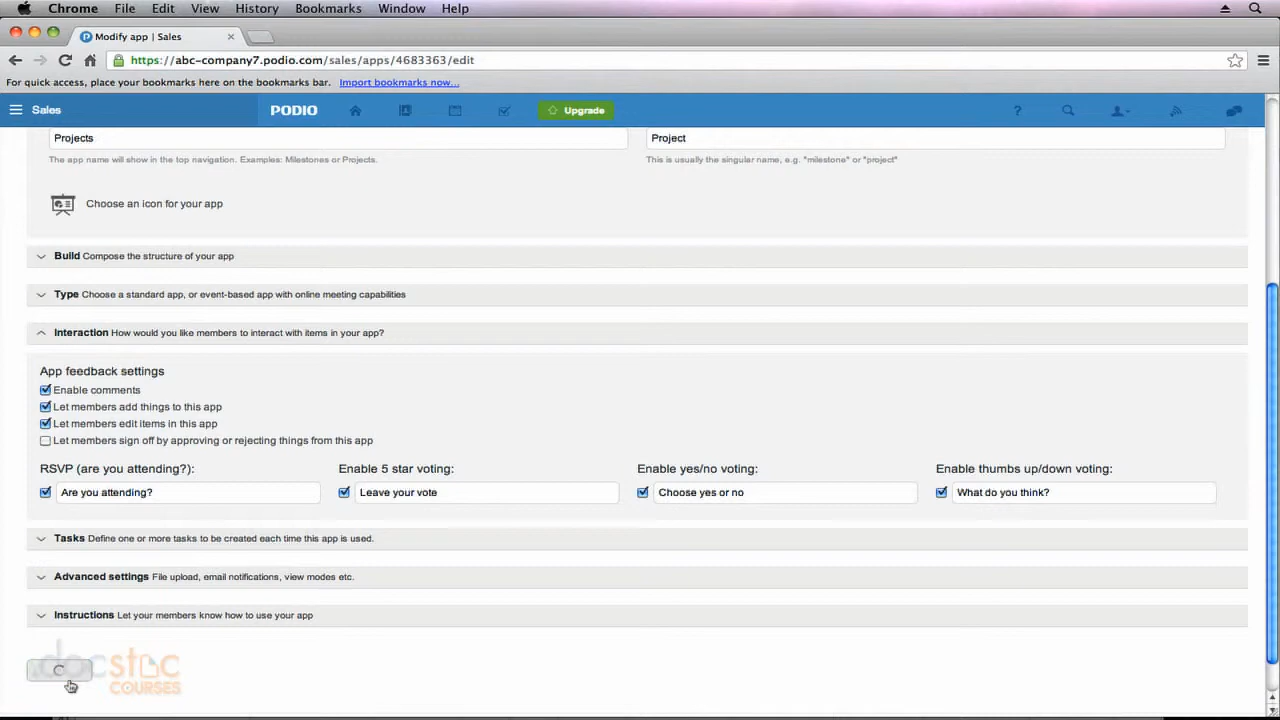 Chrome File Edit View History Bookmarks Window Help
Modify app | Sales
https://abc-company7.podio.com/sales/apps/4683363/edit
For quick access, place your bookmarks here on the bookmarks bar. Import bookmarks now...
Sales PODIO Upgrade ?
Projects Project
The app name will show in the top navigation. Examples: Milestones or Projects. This is usually the singular name, e.g. "milestone" or "project"
Choose an icon for your app
Build Compose the structure of your app
Type Choose a standard app, or event-based app with online meeting capabilities
Interaction How would you like members to interact with items in your app?
App feedback settings
Enable comments
Let members add things to this app
Let members edit items in this app
Let members sign off by approving or rejecting things from this app
RSVP (are you attending?): Enable 5 star voting: Enable yes/no voting: Enable thumbs up/down voting:
Are you attending? Leave your vote Choose yes or no What do you think?
Tasks Define one or more tasks to be created each time this app is used.
Advanced settings File upload, email notifications, view modes etc.
Instructions Let your members know how to use your app
docstoc
COURSES